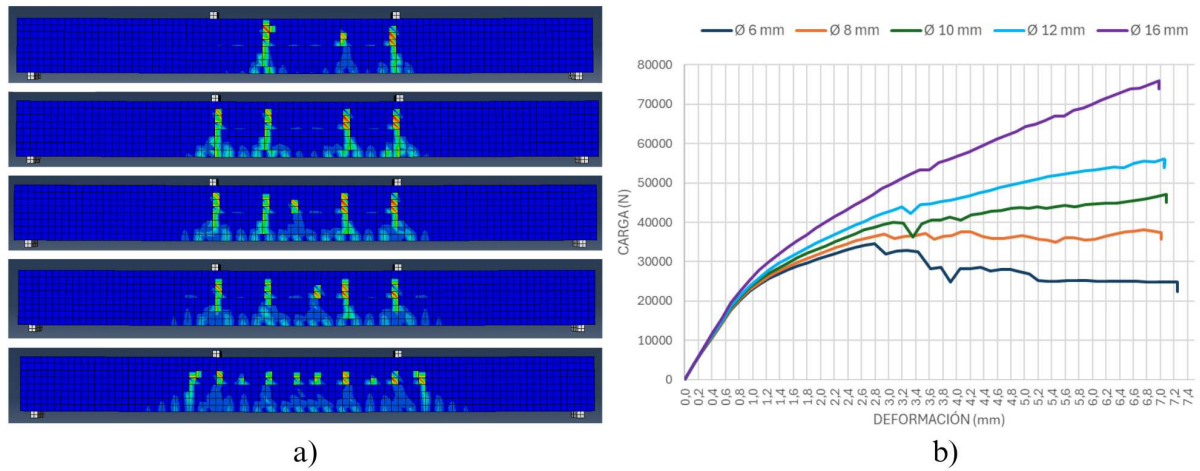 Ø 6 mm Ø 8 mm Ø 10 mm Ø 12 mm Ø 16 mm
80000
70000
60000
50000
40000
30000
20000
10000
0
CARGA (N)
0,0 0,2 0,4 0,6 0,8 1,0 1,2 1,4 1,6 1,8 2,0 2,2 2,4 2,6 2,8 3,0 3,2 3,4 3,6 3,8 4,0 4,2 4,4 4,6 4,8 5,0 5,2 5,4 5,6 5,8 6,0 6,2 6,4 6,6 6,8 7,0 7,2 7,4
DEFORMACIÓN (mm)
a) b)